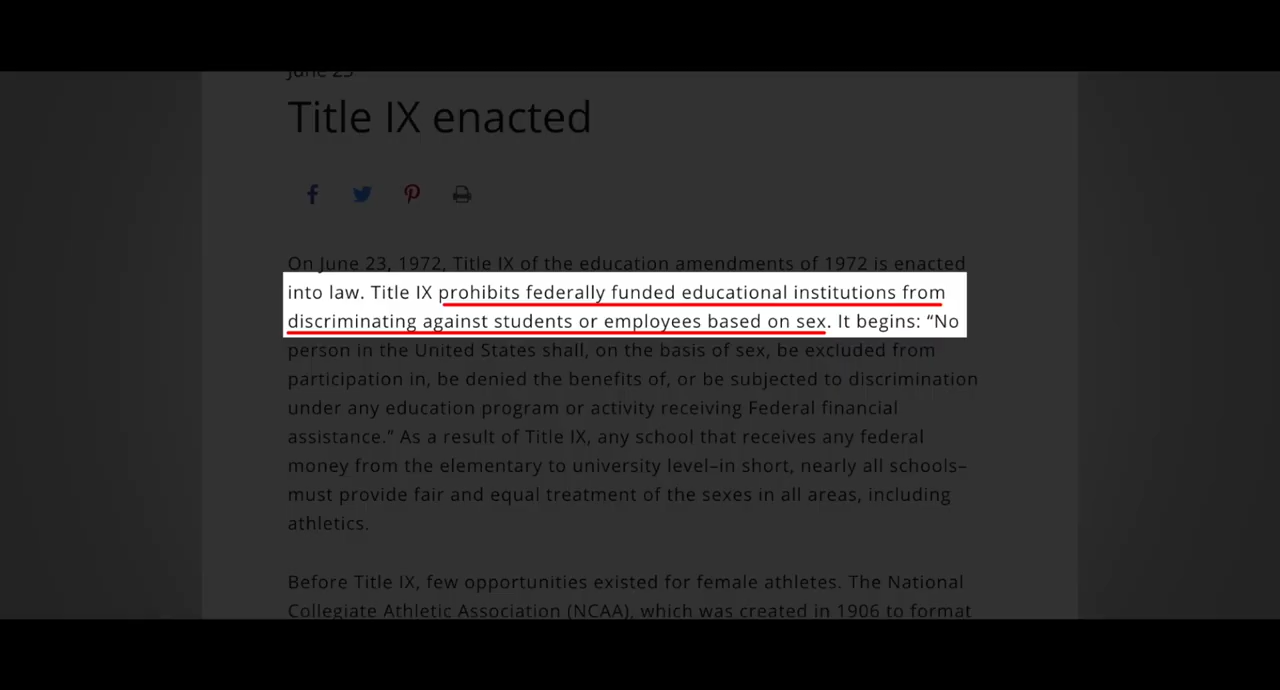 June 23
Title IX enacted
On June 23, 1972, Title IX of the education amendments of 1972 is enacted
into law. Title IX prohibits federally funded educational institutions from
discriminating against students or employees based on sex. It begins: “No
person in the United States shall, on the basis of sex, be excluded from
participation in, be denied the benefits of, or be subjected to discrimination
under any education program or activity receiving Federal financial
assistance.” As a result of Title IX, any school that receives any federal
money from the elementary to university level–in short, nearly all schools–
must provide fair and equal treatment of the sexes in all areas, including
athletics.
Before Title IX, few opportunities existed for female athletes. The National
Collegiate Athletic Association (NCAA), which was created in 1906 to format